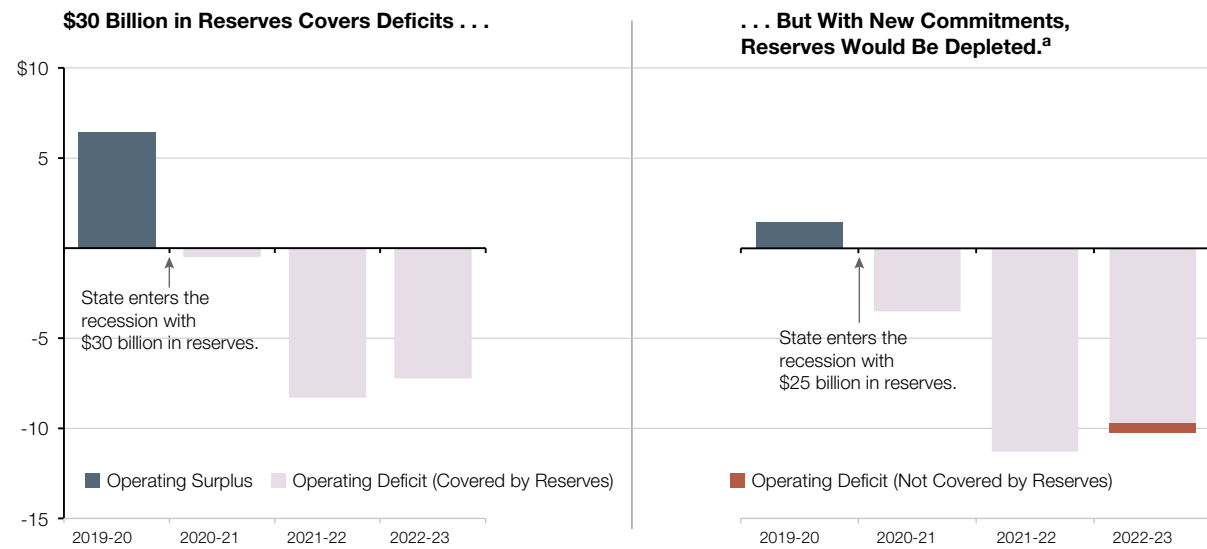 $30 Billion in Reserves Covers Deficits . . .
. . . But With New Commitments,
Reserves Would Be Depleted.a
$10
5
-5
-10
-15
State enters the
recession with
$30 billion in reserves.
State enters the
recession with
$25 billion in reserves.
Operating Surplus
Operating Deficit (Covered by Reserves)
Operating Deficit (Not Covered by Reserves)
2019-20
2020-21
2021-22
2022-23
2019-20
2020-21
2021-22
2022-23